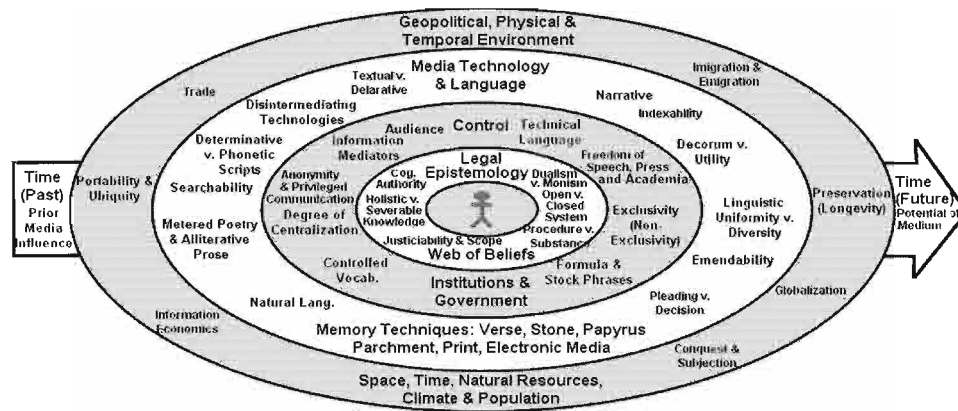 Geopolitical, Physical &
Temporal Environment
Imigration &
Emigration
Trade
Media Technology
& Language
Textual v.
Delarative
Narrative
Indexability
Disintermediating
Technologies
Determinative
v. Phonetic
Scripts
Searchability
Metered Poetry
& Alliterative
Prose
Natural Lang.
Decorum v.
Utility
Linguistic
Uniformity v.
Diversity
Emendability
Pleading v.
Decision
Time
(Past)
Prior
Media
Influence
Portability &
Ubiquity
Preservation
(Longevity)
Time
(Future)
Potential of
Medium
Audience
Information
Mediators
Control
Technical
Language
Anonymity
& Privileged
Communication
Degree of
Centralization
Controlled
Vocab.
Freedom of
Speech, Press
and Academia
Exclusivity
(Non-
Exclusivity)
Formula &
Stock Phrases
Institutions &
Government
Legal
Epistemology
Cog.
Authority
Holistic v.
Severable
Knowledge
Justiciability & Scope
Dualism
v. Monism
Open v.
Closed
System
Procedure v.
Substance
Web of Beliefs
Memory Techniques: Verse, Stone, Papyrus
Parchment, Print, Electronic Media
Information
Economics
Globalization
Conquest &
Subjection
Space, Time, Natural Resources,
Climate & Population